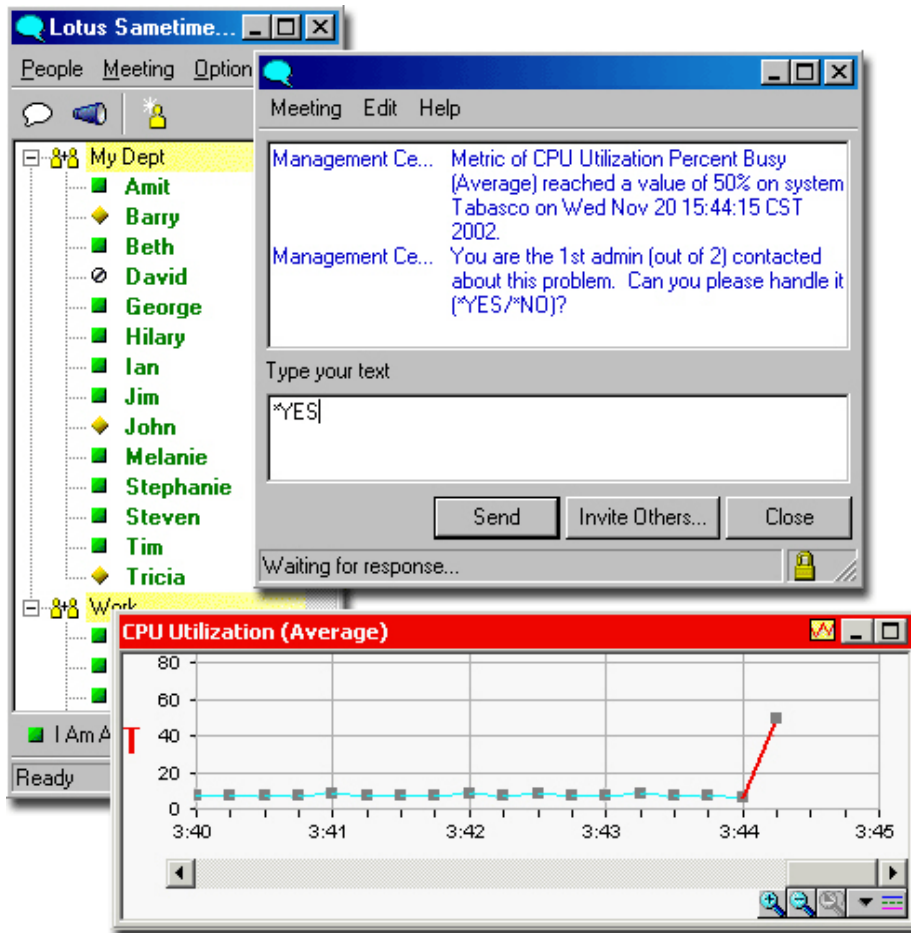 Lotus Sametime...
People Meeting Option
My Dept
Amit
Barry
Beth
David
George
Hilary
Ian
Jim
John
Melanie
Stephanie
Steven
Tim
Tricia
Work
I Am A
Ready
Meeting Edit Help
Management Ce... Metric of CPU Utilization Percent Busy
(Average) reached a value of 50% on system
Tabasco on Wed Nov 20 15:44:15 CST
2002.
Management Ce... You are the 1st admin (out of 2) contacted
about this problem. Can you please handle it
(*YES/*NO)?
Type your text
*YES
Send Invite Others... Close
Waiting for response...
CPU Utilization (Average)
80
60
T 40
20
0
3:40 3:41 3:42 3:43 3:44 3:45